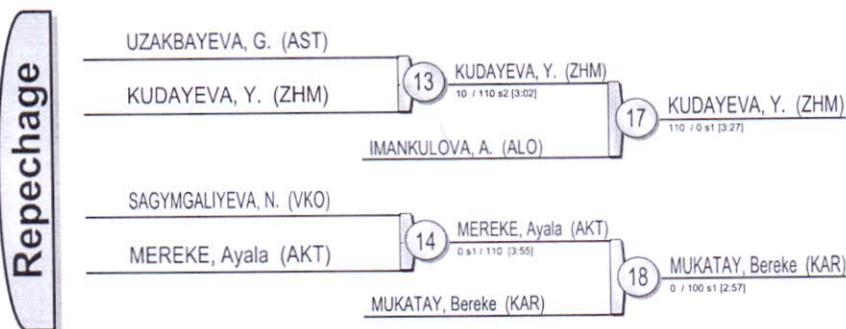 Repechage
UZAKBAYEVA, G. (AST)
KUDAYEVA, Y. (ZHM)
13
KUDAYEVA, Y. (ZHM)
10 / 110 s2 [3:02]
IMANKULOVA, A. (ALO)
17
KUDAYEVA, Y. (ZHM)
110 / 0 s1 [3:27]
SAGYMGALIYEVA, N. (VKO)
MEREKE, Ayala (AKT)
14
MEREKE, Ayala (AKT)
0 s1 / 110 [3:55]
MUKATAY, Bereke (KAR)
18
MUKATAY, Bereke (KAR)
0 / 100 s1 [2:57]